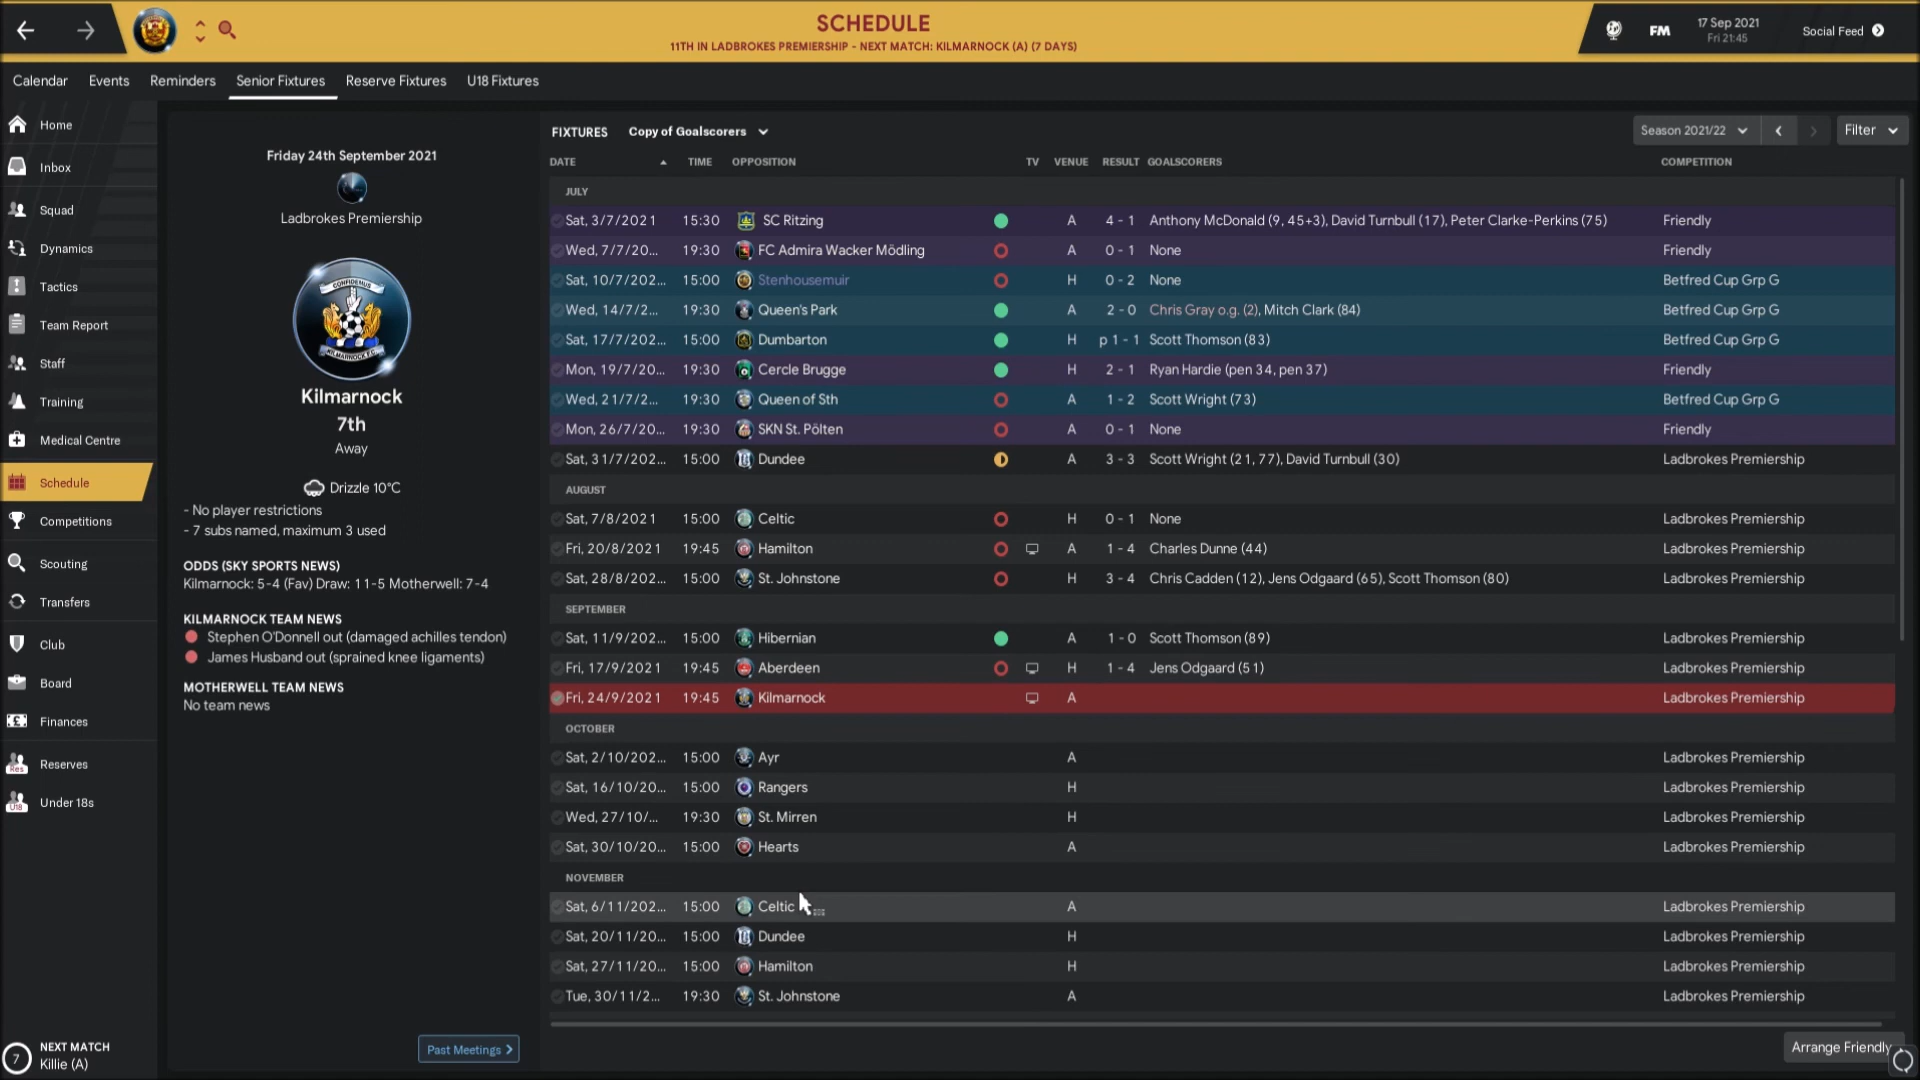 SCHEDULE
11TH IN LADBROKES PREMIERSHIP - NEXT MATCH: KILMARNOCK (A) (7 DAYS)
FM
17 Sep 2021
Fri 21:45
Social Feed
Calendar Events Reminders Senior Fixtures Reserve Fixtures U18 Fixtures
Home
Inbox
Squad
Dynamics
Tactics
Team Report
Staff
Training
Medical Centre
Schedule
Competitions
Scouting
Transfers
Club
Board
Finances
Res
Reserves
U18
Under 18s
7
NEXT MATCH
Killie (A)
Friday 24th September 2021
Ladbrokes Premiership
CONFIDEMUS
KILMARNOCK F.C.
Kilmarnock
7th
Away
Drizzle 10°C
- No player restrictions
- 7 subs named, maximum 3 used
ODDS (SKY SPORTS NEWS)
Kilmarnock: 5-4 (Fav) Draw: 11-5 Motherwell: 7-4
KILMARNOCK TEAM NEWS
Stephen O'Donnell out (damaged achilles tendon)
James Husband out (sprained knee ligaments)
MOTHERWELL TEAM NEWS
No team news
Past Meetings
FIXTURES Copy of Goalscorers Season 2021/22 Filter
DATE TIME OPPOSITION TV VENUE RESULT GOALSCORERS COMPETITION
JULY
Sat, 3/7/2021 15:30 SC Ritzing A 4 - 1 Anthony McDonald (9, 45+3), David Turnbull (17), Peter Clarke-Perkins (75) Friendly
Wed, 7/7/20... 19:30 FC Admira Wacker Mödling A 0 - 1 None Friendly
Sat, 10/7/202... 15:00 Stenhousemuir H 0 - 2 None Betfred Cup Grp G
Wed, 14/7/2... 19:30 Queen's Park A 2 - 0 Chris Gray o.g. (2), Mitch Clark (84) Betfred Cup Grp G
Sat, 17/7/202... 15:00 Dumbarton H p 1 - 1 Scott Thomson (83) Betfred Cup Grp G
Mon, 19/7/20... 19:30 Cercle Brugge H 2 - 1 Ryan Hardie (pen 34, pen 37) Friendly
Wed, 21/7/2... 19:30 Queen of Sth A 1 - 2 Scott Wright (73) Betfred Cup Grp G
Mon, 26/7/20... 19:30 SKN St. Pölten A 0 - 1 None Friendly
Sat, 31/7/202... 15:00 Dundee A 3 - 3 Scott Wright (21, 77), David Turnbull (30) Ladbrokes Premiership
AUGUST
Sat, 7/8/2021 15:00 Celtic H 0 - 1 None Ladbrokes Premiership
Fri, 20/8/2021 19:45 Hamilton A 1 - 4 Charles Dunne (44) Ladbrokes Premiership
Sat, 28/8/202... 15:00 St. Johnstone H 3 - 4 Chris Cadden (12), Jens Odgaard (65), Scott Thomson (80) Ladbrokes Premiership
SEPTEMBER
Sat, 11/9/202... 15:00 Hibernian A 1 - 0 Scott Thomson (89) Ladbrokes Premiership
Fri, 17/9/2021 19:45 Aberdeen H 1 - 4 Jens Odgaard (51) Ladbrokes Premiership
Fri, 24/9/2021 19:45 Kilmarnock A Ladbrokes Premiership
OCTOBER
Sat, 2/10/202... 15:00 Ayr A Ladbrokes Premiership
Sat, 16/10/20... 15:00 Rangers H Ladbrokes Premiership
Wed, 27/10/... 19:30 St. Mirren H Ladbrokes Premiership
Sat, 30/10/20... 15:00 Hearts A Ladbrokes Premiership
NOVEMBER
Sat, 6/11/202... 15:00 Celtic A Ladbrokes Premiership
Sat, 20/11/20... 15:00 Dundee H Ladbrokes Premiership
Sat, 27/11/20... 15:00 Hamilton H Ladbrokes Premiership
Tue, 30/11/2... 19:30 St. Johnstone A Ladbrokes Premiership
Arrange Friendly